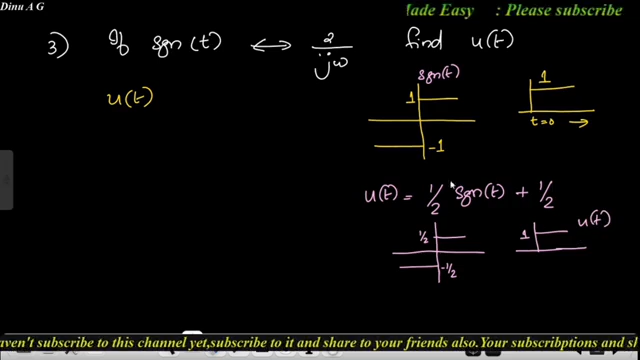 Dinu A G
Made Easy : Please subscribe
3) If sgn(t) ↔ 2/jω find u(t)
u(t)
sgn(t)
1
-1
1
t=0 →
u(t) = 1/2 sgn(t) + 1/2
1/2
-1/2
u(t)
1
aven't subscribe to this channel yet,subscribe to it and share to your friends also.Your subscribptions and sh